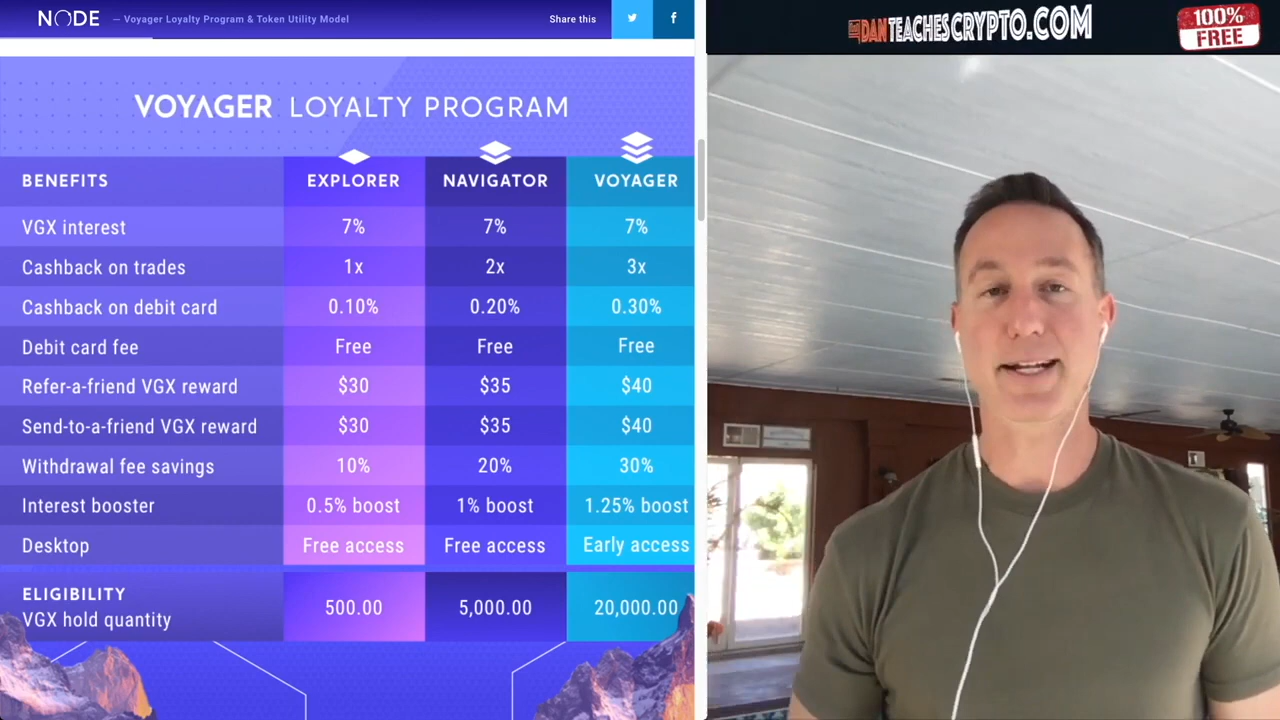 NODE — Voyager Loyalty Program & Token Utility Model Share this
DANTEACHESCRYPTO.COM
100%
FREE
VOYAGER LOYALTY PROGRAM
BENEFITS EXPLORER NAVIGATOR VOYAGER
VGX interest 7% 7% 7%
Cashback on trades 1x 2x 3x
Cashback on debit card 0.10% 0.20% 0.30%
Debit card fee Free Free Free
Refer-a-friend VGX reward $30 $35 $40
Send-to-a-friend VGX reward $30 $35 $40
Withdrawal fee savings 10% 20% 30%
Interest booster 0.5% boost 1% boost 1.25% boost
Desktop Free access Free access Early access
ELIGIBILITY
VGX hold quantity 500.00 5,000.00 20,000.00